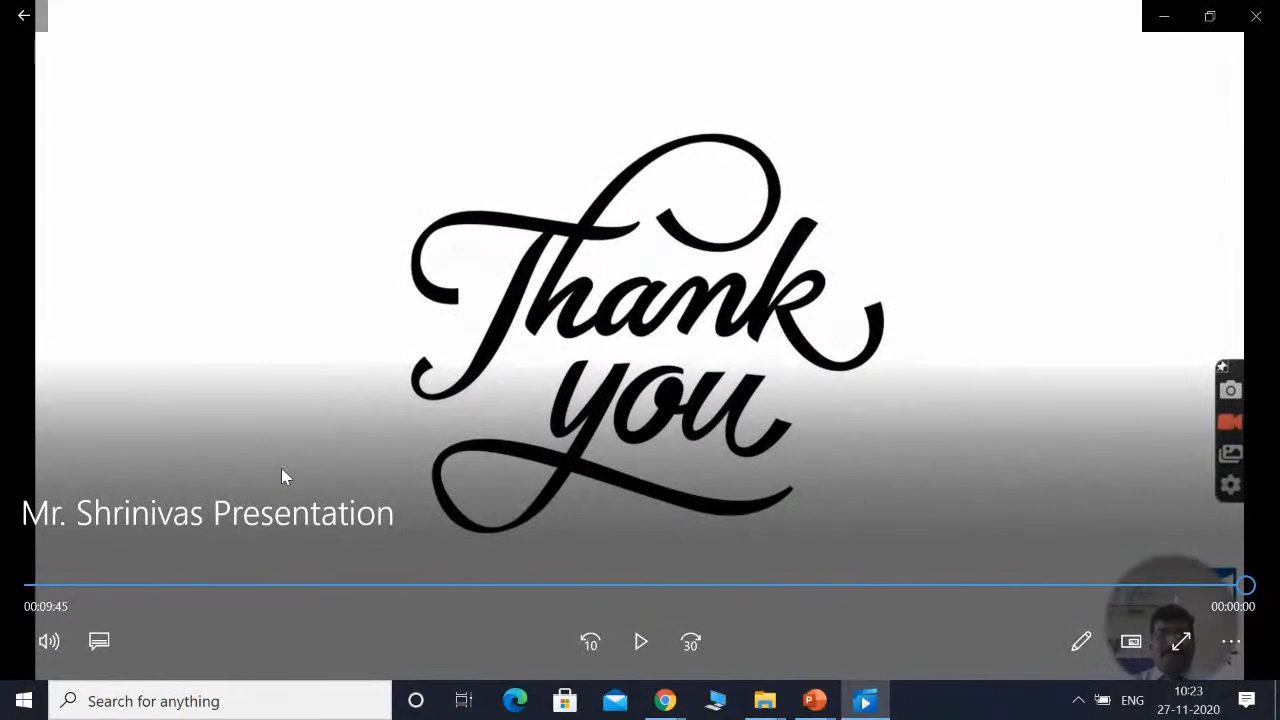 Thank
you
Mr. Shrinivas Presentation
00:09:45
00:00:00
10
30
Search for anything
ENG
10:23
27-11-2020